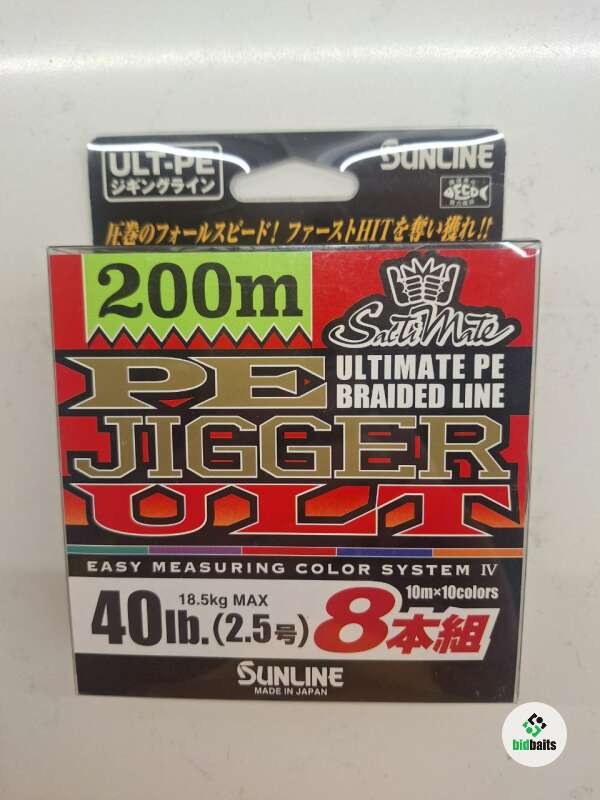 ULT-PE
ジギングライン
SUNLINE
圧巻のフォールスピード! ファーストHITを奪い獲れ!!
200m
SaltiMate
PE
ULTIMATE PE
BRAIDED LINE
JIGGER
ULT
EASY MEASURING COLOR SYSTEM IV
18.5kg MAX
10m×10colors
40lb.(2.5号)
8本組
SUNLINE
MADE IN JAPAN
bidbaits